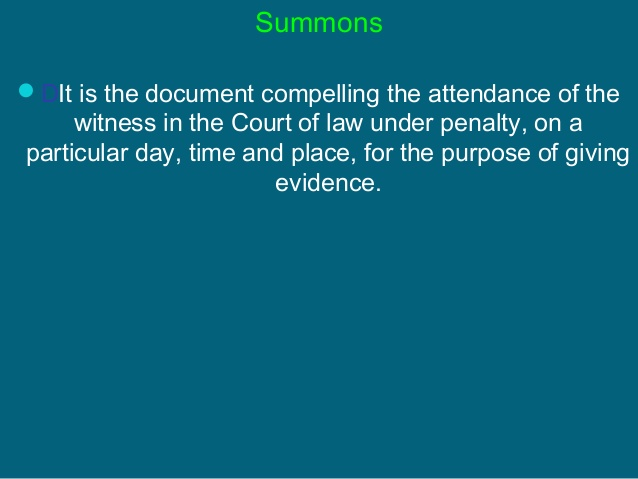 Summons
It is the document compelling the attendance of the
witness in the Court of law under penalty, on a
particular day, time and place, for the purpose of giving
evidence.